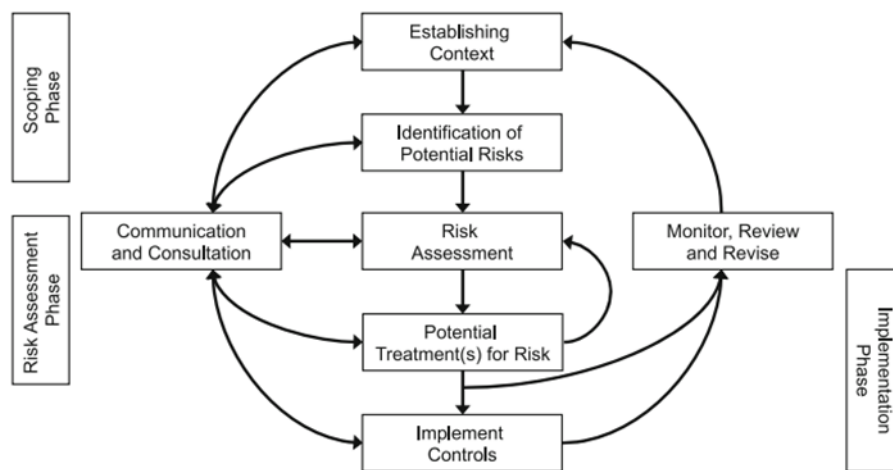 Establishing
Context
Scoping
Phase
Identification of
Potential Risks
Communication
and Consultation
Risk
Assessment
Monitor, Review
and Revise
Risk Assessment
Phase
Potential
Treatment(s) for Risk
Implementation
Phase
Implement
Controls